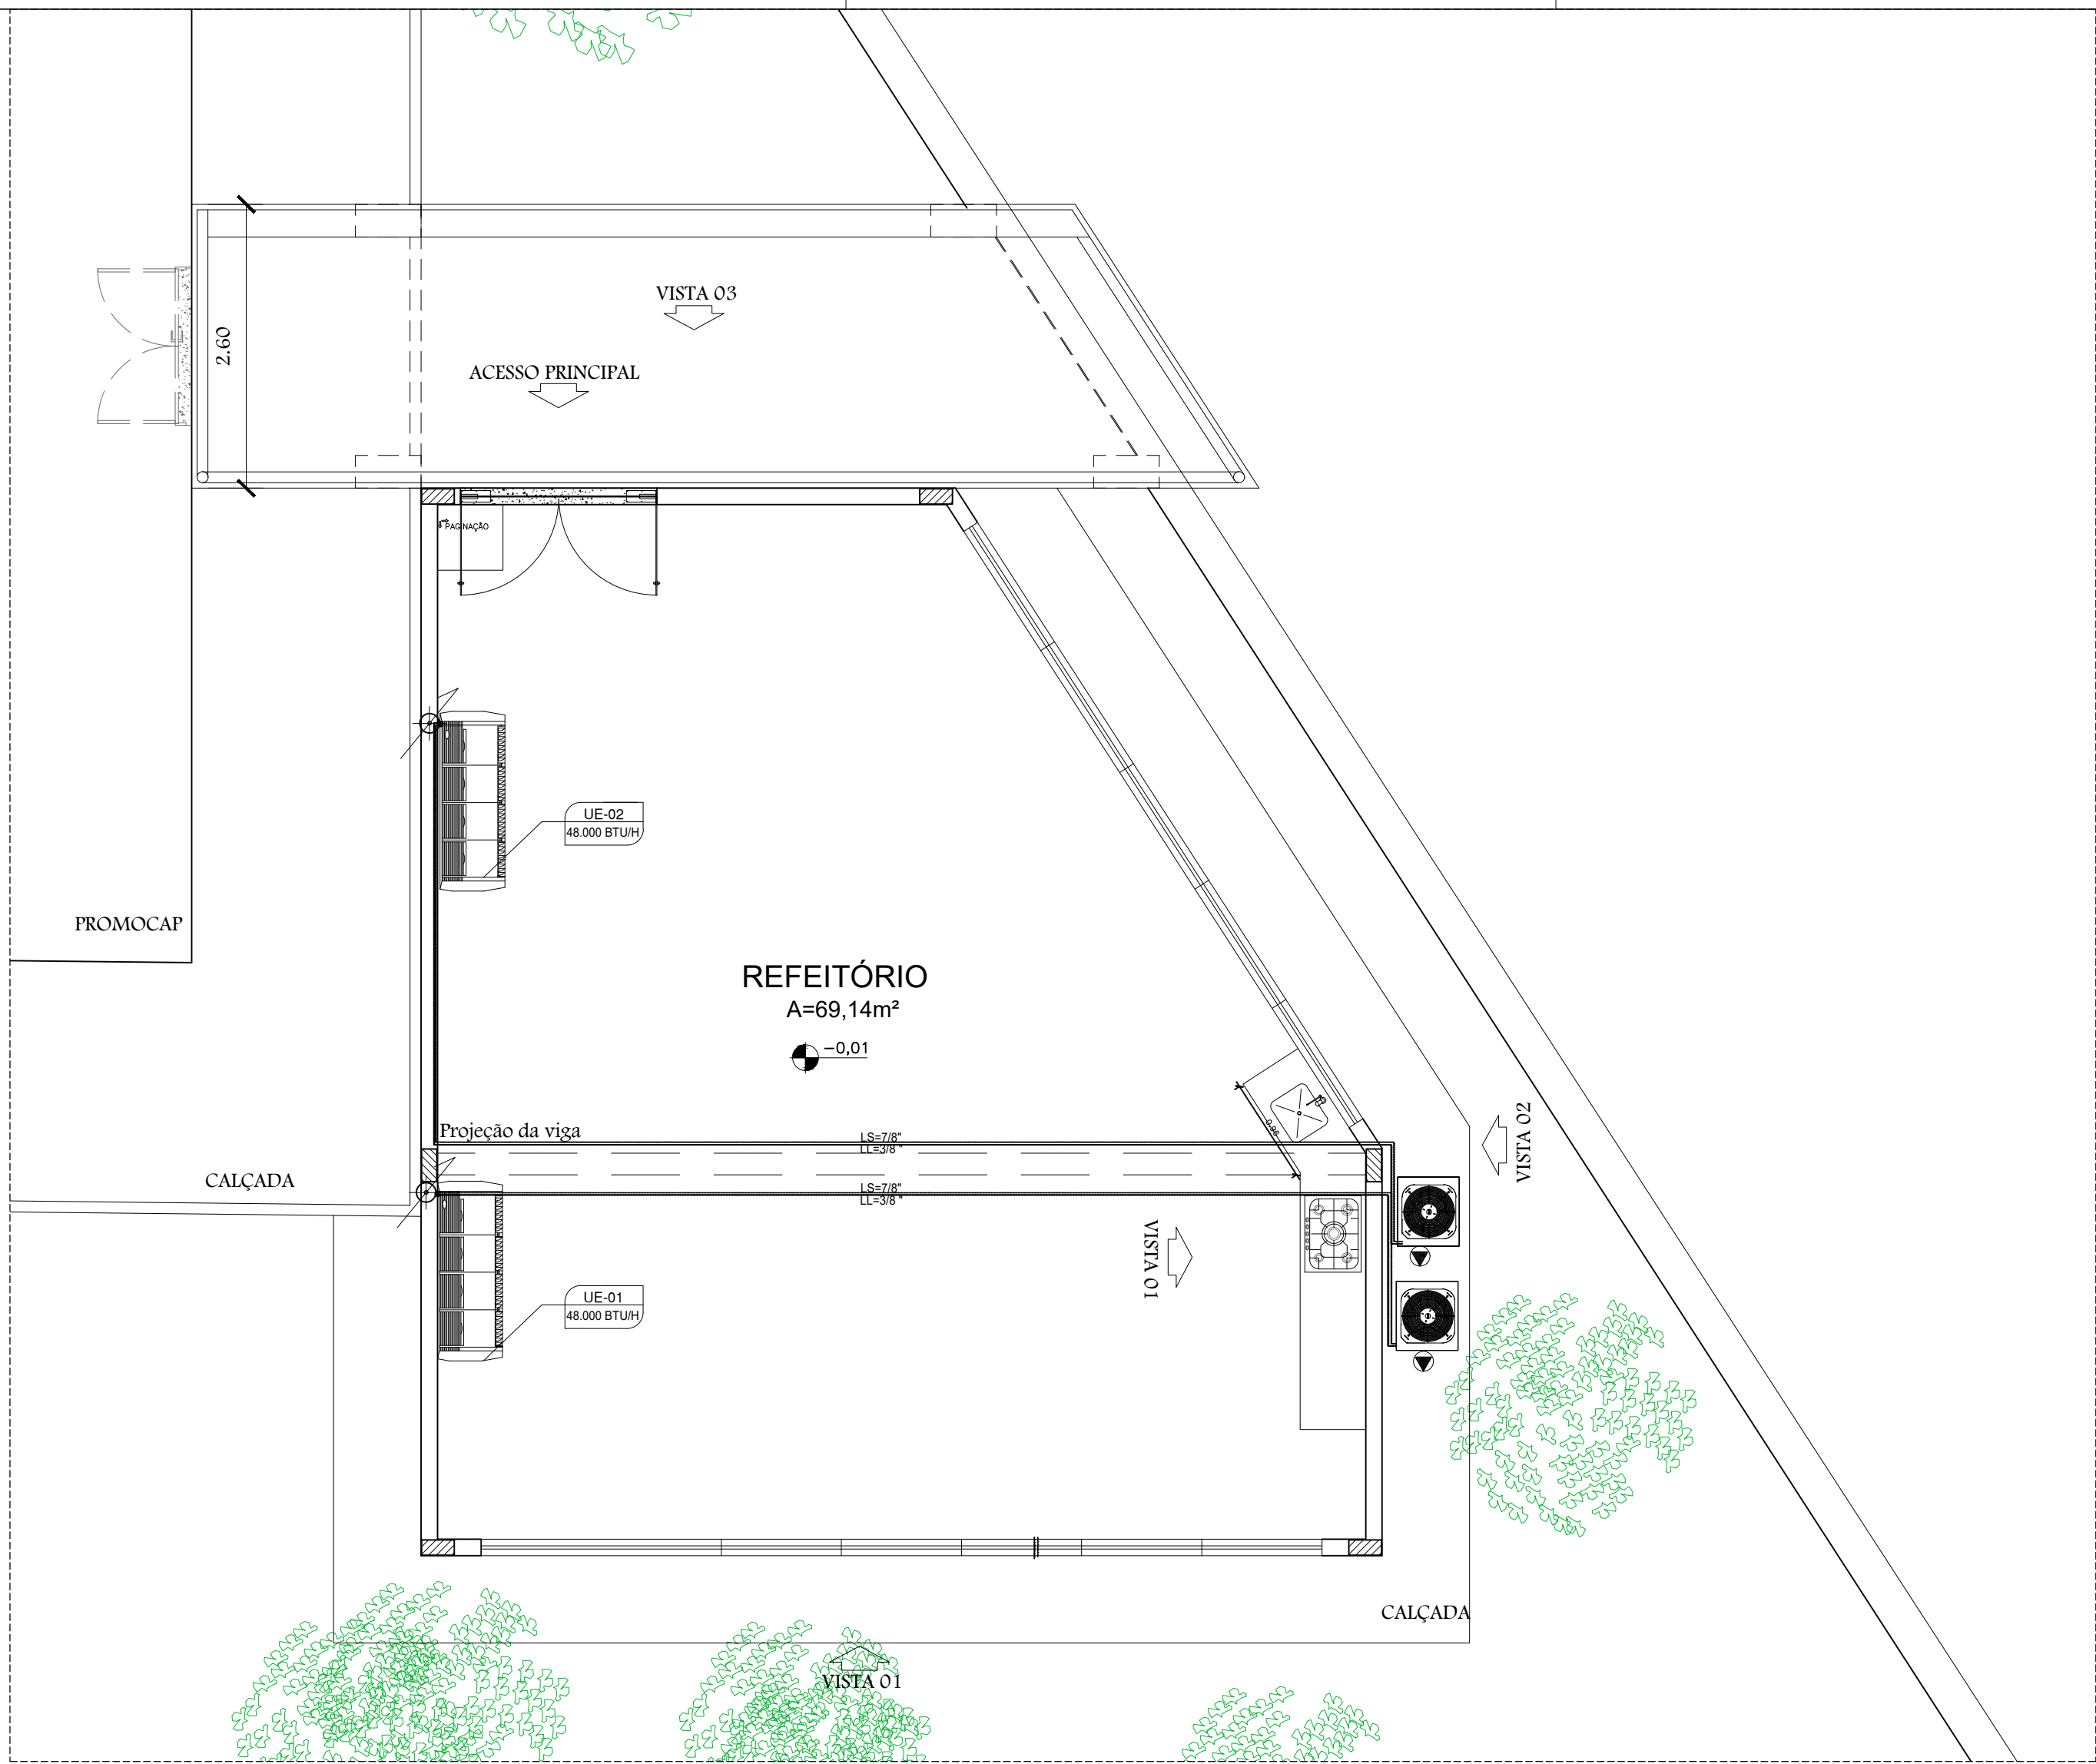 VISTA 03
2.60
ACESSO PRINCIPAL
PAGINAÇÃO
UE-02
48.000 BTU/H
PROMOCAP
REFEITÓRIO
A=69,14m²
-0,01
0.96
Projeção da viga
LS=7/8"
LL=3/8 "
VISTA 02
CALÇADA
LS=7/8"
LL=3/8 "
VISTA 01
UE-01
48.000 BTU/H
CALÇADA
VISTA 01